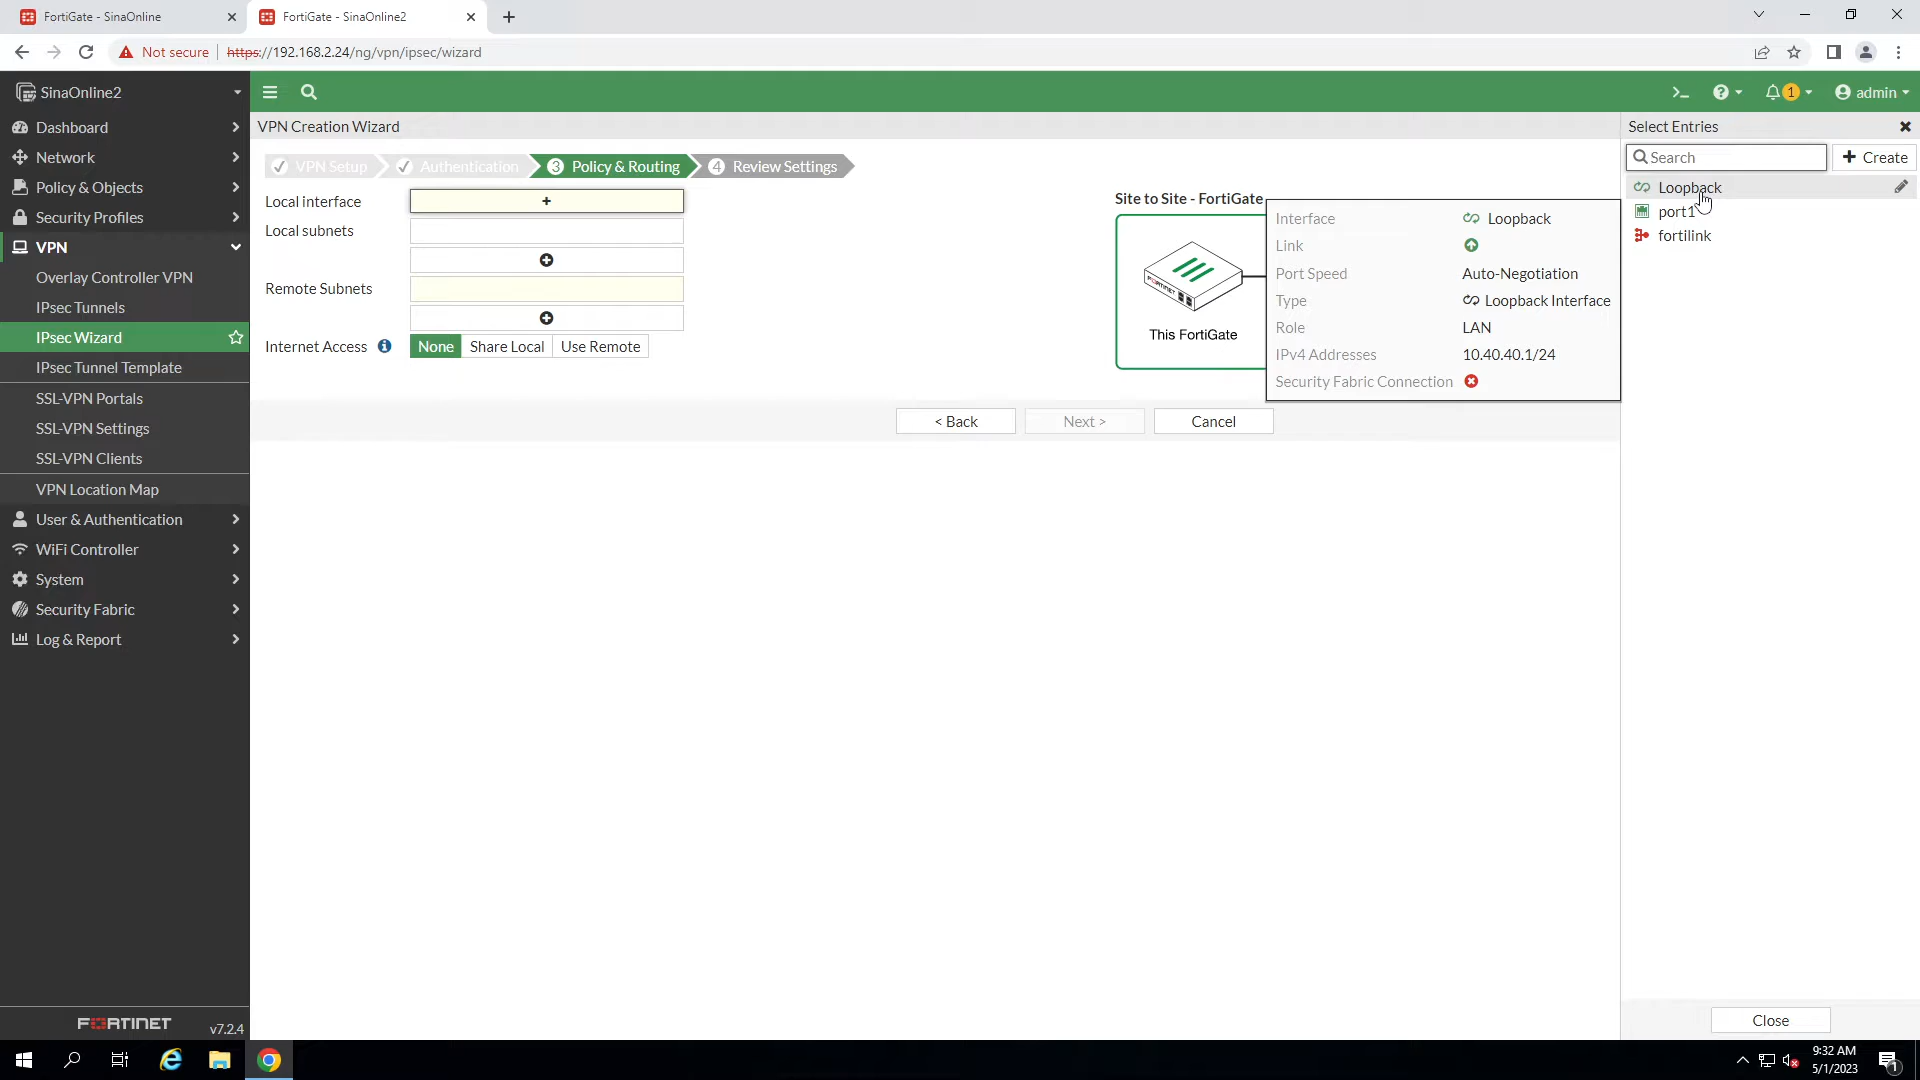 FortiGate - SinaOnline
FortiGate - SinaOnline2
Not secure
https://192.168.2.24/ng/vpn/ipsec/wizard
SinaOnline2
admin
1
Dashboard
Network
Policy & Objects
Security Profiles
VPN
Overlay Controller VPN
IPsec Tunnels
IPsec Wizard
IPsec Tunnel Template
SSL-VPN Portals
SSL-VPN Settings
SSL-VPN Clients
VPN Location Map
User & Authentication
WiFi Controller
System
Security Fabric
Log & Report
FORTINET
v7.2.4
VPN Creation Wizard
VPN Setup
Authentication
3 Policy & Routing
4 Review Settings
Local interface
Local subnets
Remote Subnets
Internet Access
None
Share Local
Use Remote
Site to Site - FortiGate
FORTINET
This FortiGate
Interface Loopback
Link
Port Speed Auto-Negotiation
Type Loopback Interface
Role LAN
IPv4 Addresses 10.40.40.1/24
Security Fabric Connection
< Back
Next >
Cancel
Select Entries
Search
Create
Loopback
port1
fortilink
Close
9:32 AM
5/1/2023
1